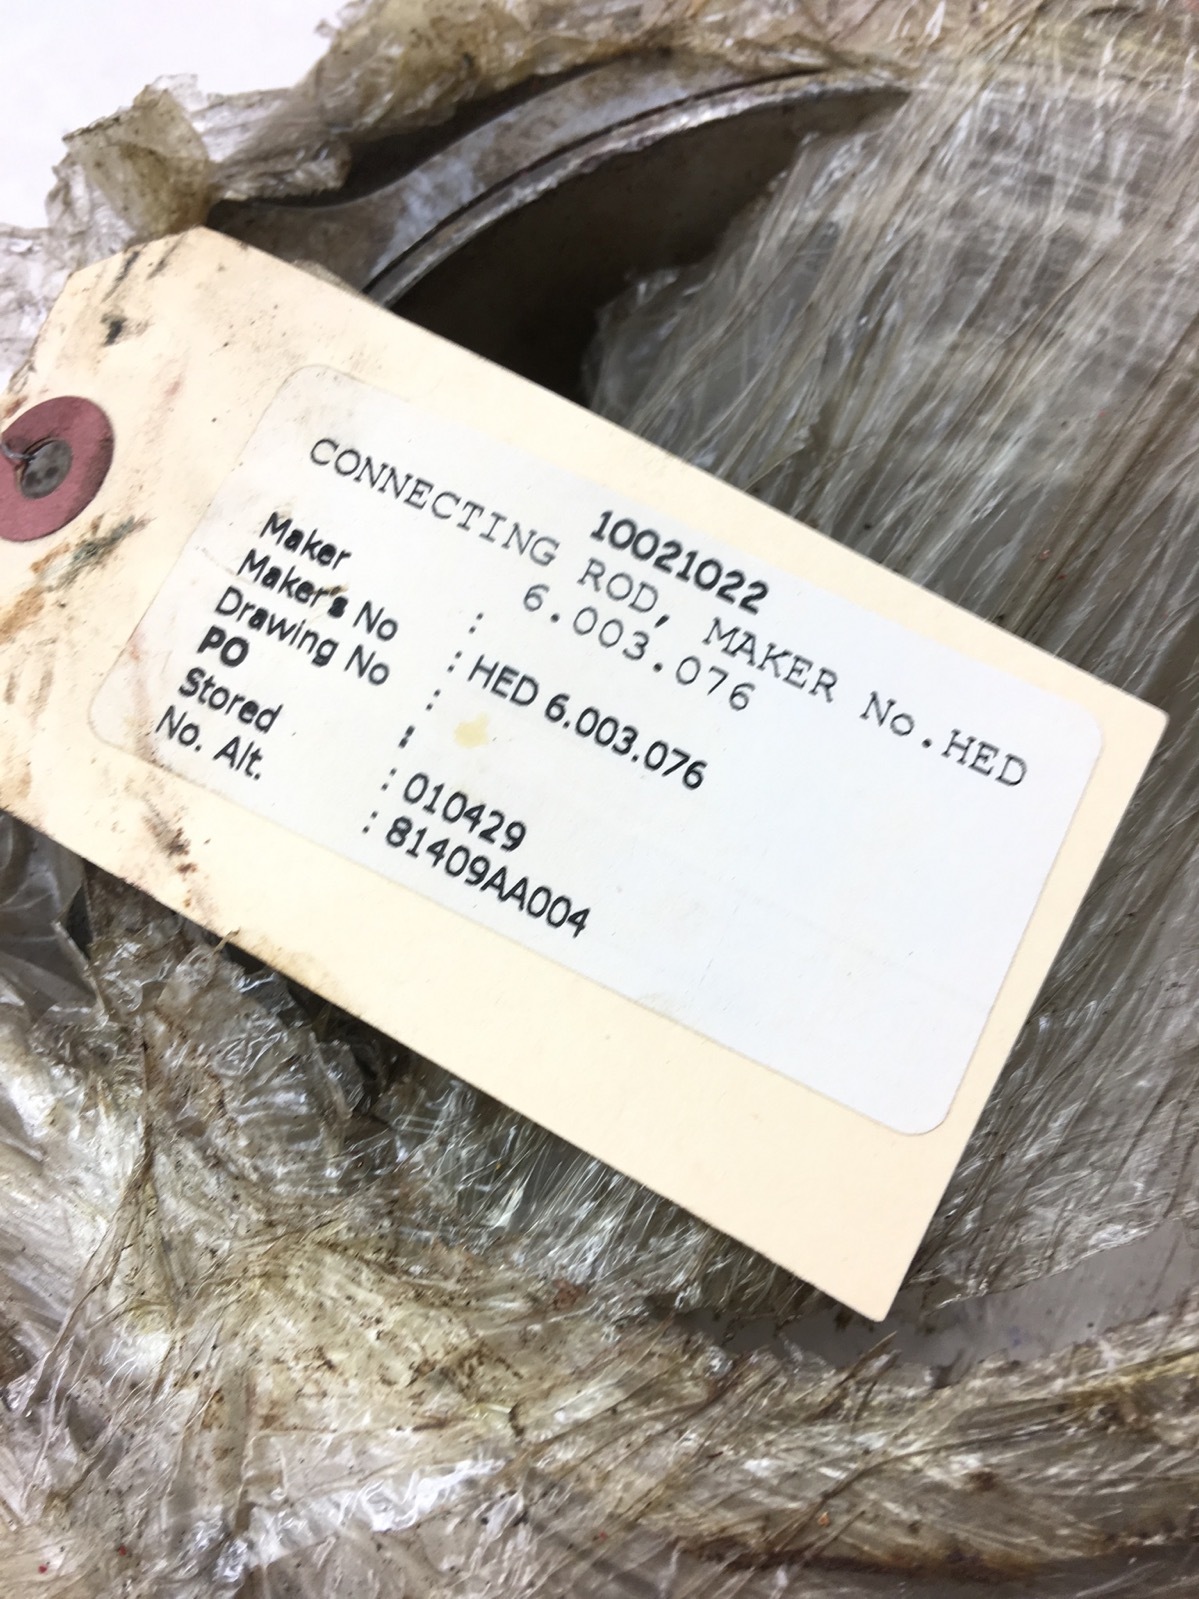 10021022
CONNECTING ROD, MAKER No.HED
6.003.076
Maker :
Maker's No : HED 6.003.076
Drawing No :
PO :
Stored : 010429
No. Alt. : 81409AA004